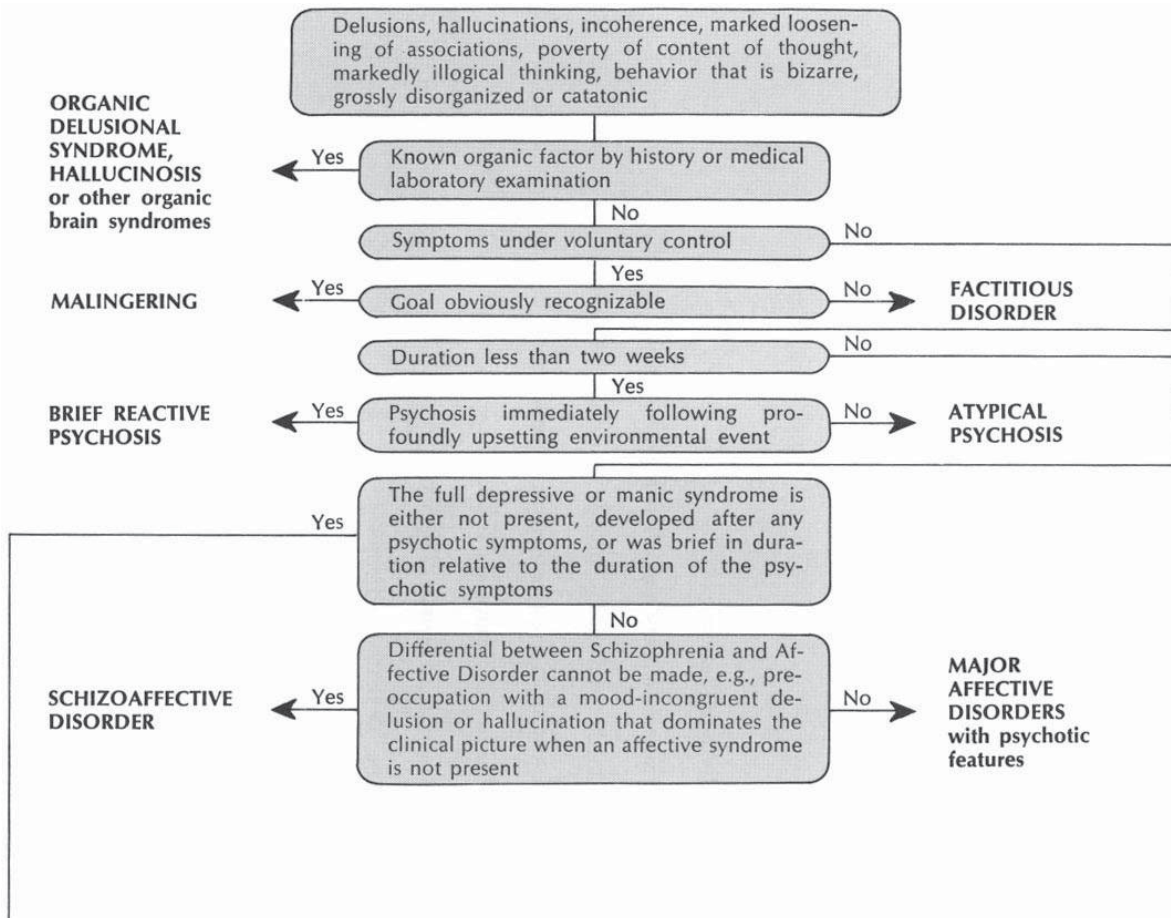 Delusions, hallucinations, incoherence, marked loosen-
ing of associations, poverty of content of thought,
markedly illogical thinking, behavior that is bizarre,
grossly disorganized or catatonic
ORGANIC
DELUSIONAL
SYNDROME,
HALLUCINOSIS
or other organic
brain syndromes
Yes
Known organic factor by history or medical
laboratory examination
No
Symptoms under voluntary control
No
Yes
MALINGERING
Yes
Goal obviously recognizable
No
FACTITIOUS
DISORDER
Duration less than two weeks
No
Yes
BRIEF REACTIVE
PSYCHOSIS
Yes
Psychosis immediately following pro-
foundly upsetting environmental event
No
ATYPICAL
PSYCHOSIS
Yes
The full depressive or manic syndrome is
either not present, developed after any
psychotic symptoms, or was brief in dura-
tion relative to the duration of the psy-
chotic symptoms
No
SCHIZOAFFECTIVE
DISORDER
Yes
Differential between Schizophrenia and Af-
fective Disorder cannot be made, e.g., pre-
occupation with a mood-incongruent de-
lusion or hallucination that dominates the
clinical picture when an affective syndrome
is not present
No
MAJOR
AFFECTIVE
DISORDERS
with psychotic
features